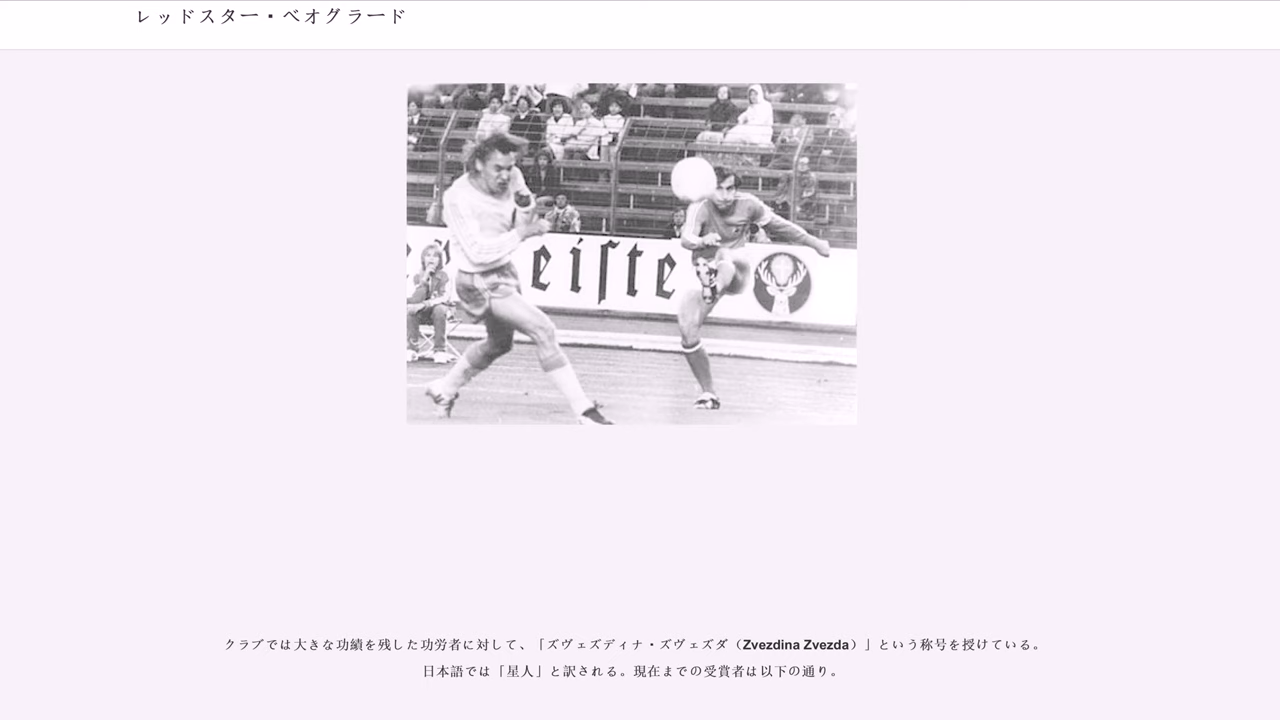 レッドスター・ベオグラード
eiſte
クラブでは大きな功績を残した功労者に対して、「ズヴェズディナ・ズヴェズダ（Zvezdina Zvezda）」という称号を授けている。
日本語では「星人」と訳される。現在までの受賞者は以下の通り。